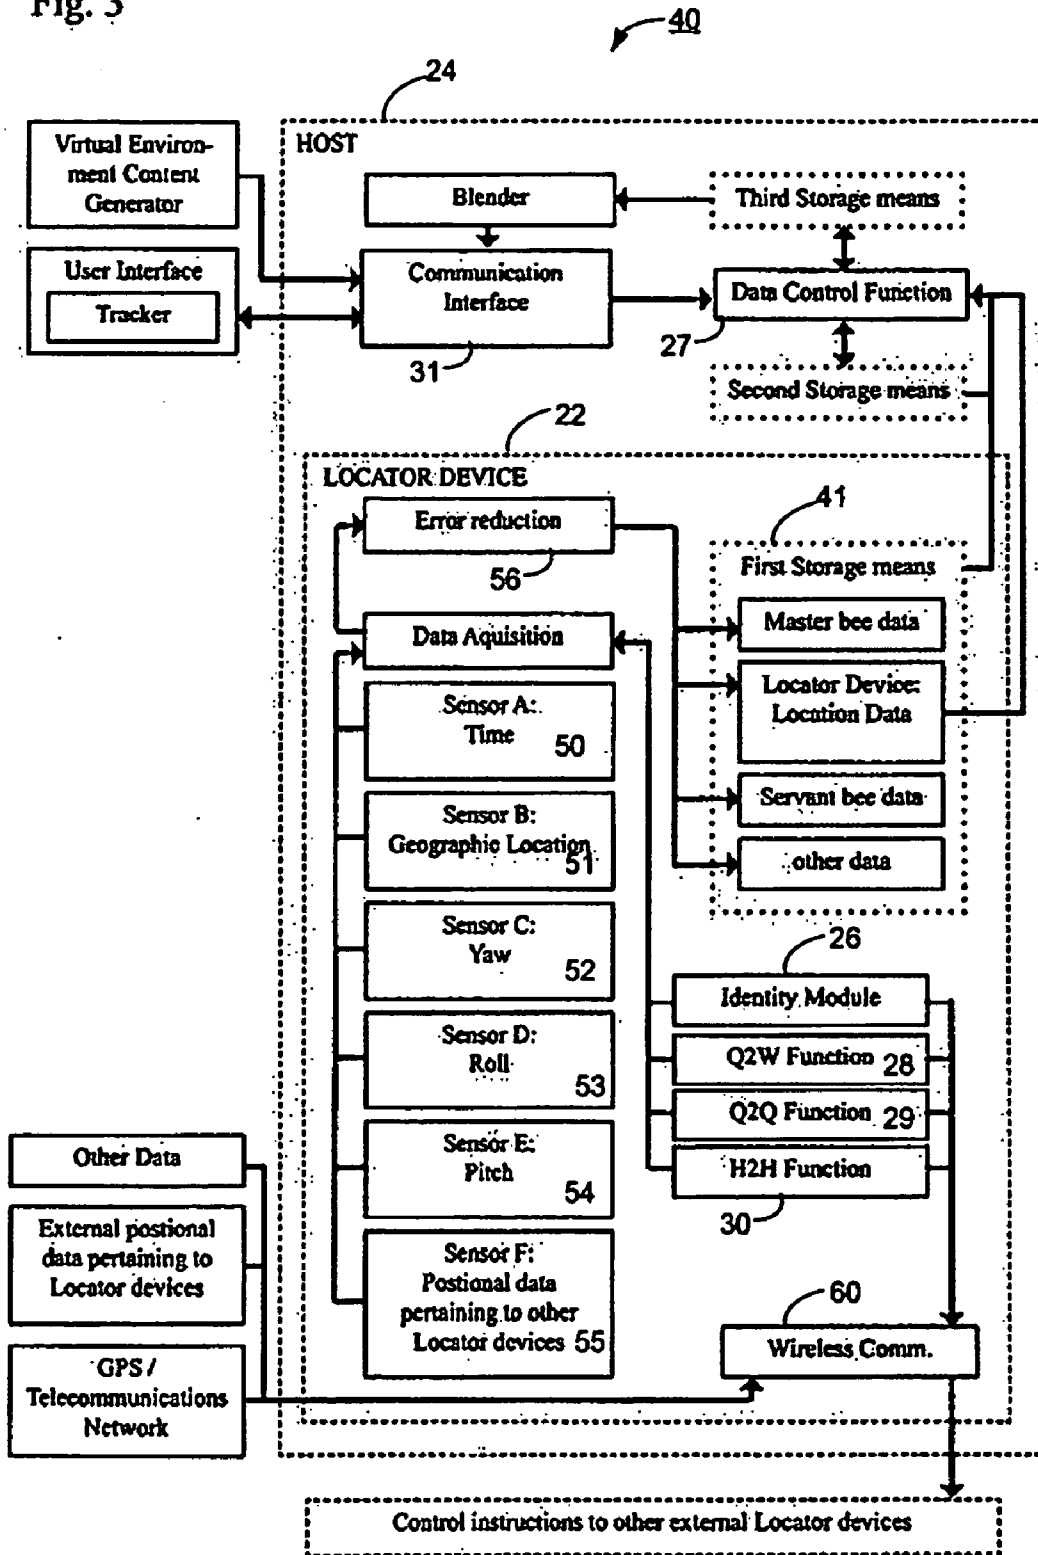 Fig. 3
40
24
Virtual Environ-
ment Content
Generator
HOST
Blender
Third Storage means
User Interface
Tracker
Communication
Interface
31
Data Control Function
27
Second Storage means
22
LOCATOR DEVICE
41
Error reduction
56
First Storage means
Data Aquisition
Master bee data
Sensor A:
Time
50
Locator Device:
Location Data
Sensor B:
Geographic Location
51
Servant bee data
other data
Sensor C:
Yaw
52
26
Identity Module
Sensor D:
Roll
53
Q2W Function 28
Q2Q Function 29
H2H Function
30
Sensor E:
Pitch
54
Other Data
External postional
data pertaining to
Locator devices
Sensor F:
Postional data
pertaining to other
Locator devices 55
60
Wireless Comm.
GPS /
Telecommunications
Network
Control instructions to other external Locator devices